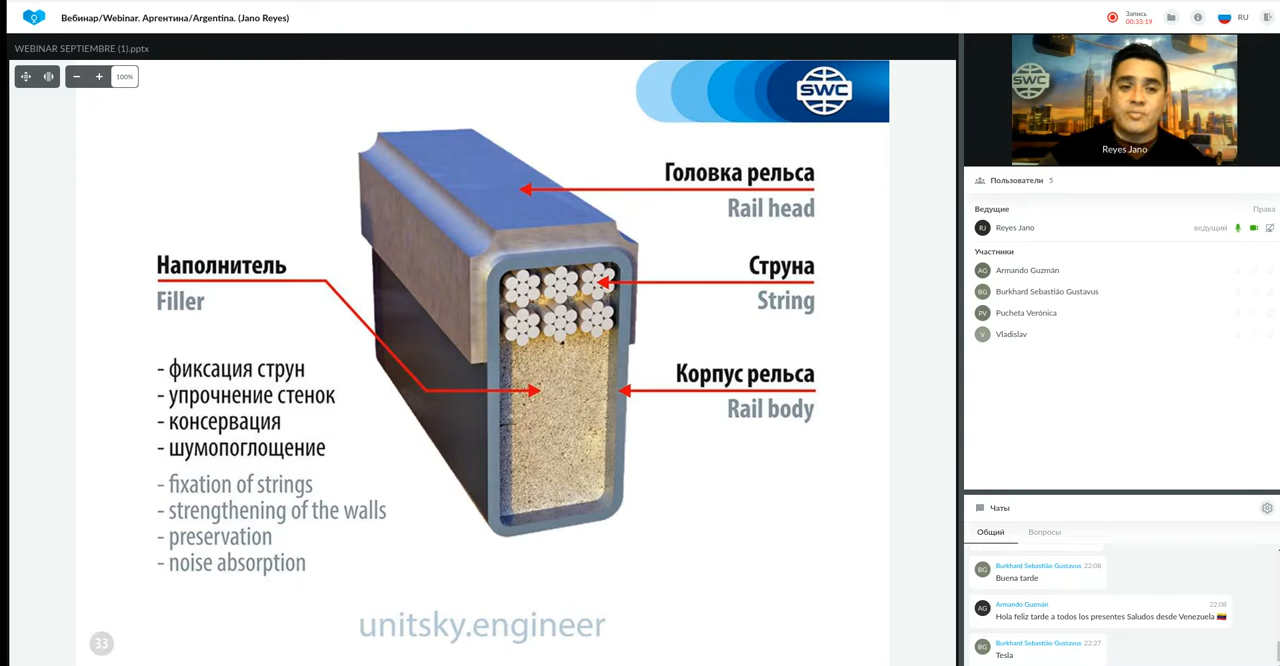 Вебинар/Webinar. Аргентина/Argentina. (Jano Reyes)
Запись
00:33:19
RU
WEBINAR SEPTIEMBRE (1).pptx
100%
SWC
Головка рельса
Rail head
Наполнитель
Filler
Струна
String
Корпус рельса
Rail body
- фиксация струн
- упрочнение стенок
- консервация
- шумопоглощение
- fixation of strings
- strengthening of the walls
- preservation
- noise absorption
unitsky.engineer
33
SWC
Reyes Jano
Пользователи 5
Ведущие Права
RJ Reyes Jano ведущий
Участники
AG Armando Guzmán
BG Burkhard Sebastião Gustavus
PV Pucheta Verónica
V Vladislav
Чаты
Общий Вопросы
BG Burkhard Sebastião Gustavus 22:08
Buena tarde
AG Armando Guzmán 22:08
Hola feliz tarde a todos los presentes Saludos desde Venezuela 🇻🇪
BG Burkhard Sebastião Gustavus 22:27
Tesla